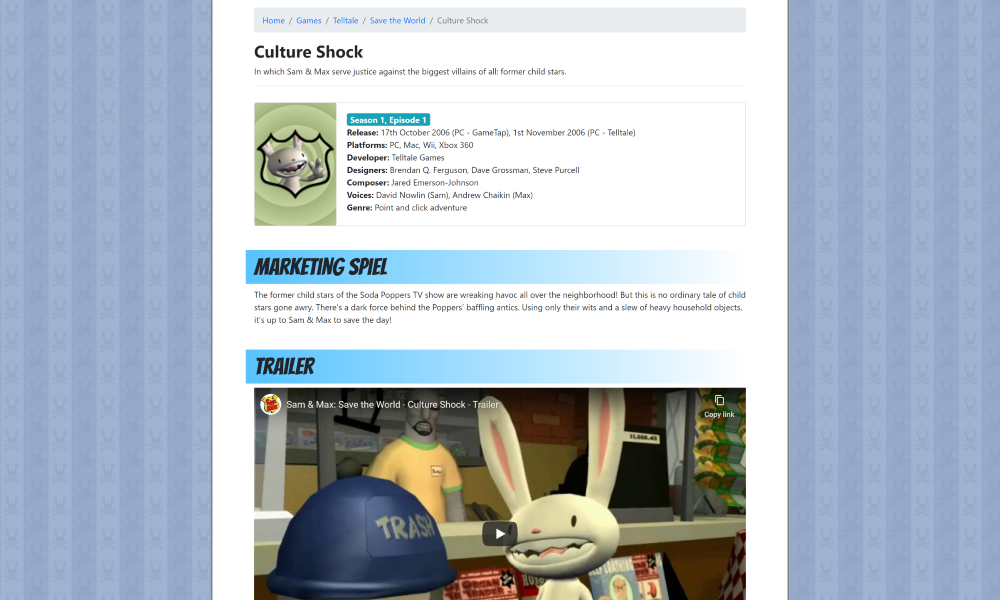 Home / Games / Telltale / Save the World / Culture Shock
Culture Shock
In which Sam & Max serve justice against the biggest villains of all: former child stars.
Season 1, Episode 1
Release: 17th October 2006 (PC - GameTap), 1st November 2006 (PC - Telltale)
Platforms: PC, Mac, Wii, Xbox 360
Developer: Telltale Games
Designers: Brendan Q. Ferguson, Dave Grossman, Steve Purcell
Composer: Jared Emerson-Johnson
Voices: David Nowlin (Sam), Andrew Chaikin (Max)
Genre: Point and click adventure
MARKETING SPIEL
The former child stars of the Soda Poppers TV show are wreaking havoc all over the neighborhood! But this is no ordinary tale of child
stars gone awry. There's a dark force behind the Poppers' baffling antics. Using only their wits and a slew of heavy household objects,
it's up to Sam & Max to save the day!
TRAILER
Sam & Max: Save the World - Culture Shock - Trailer
Copy link
TRASH